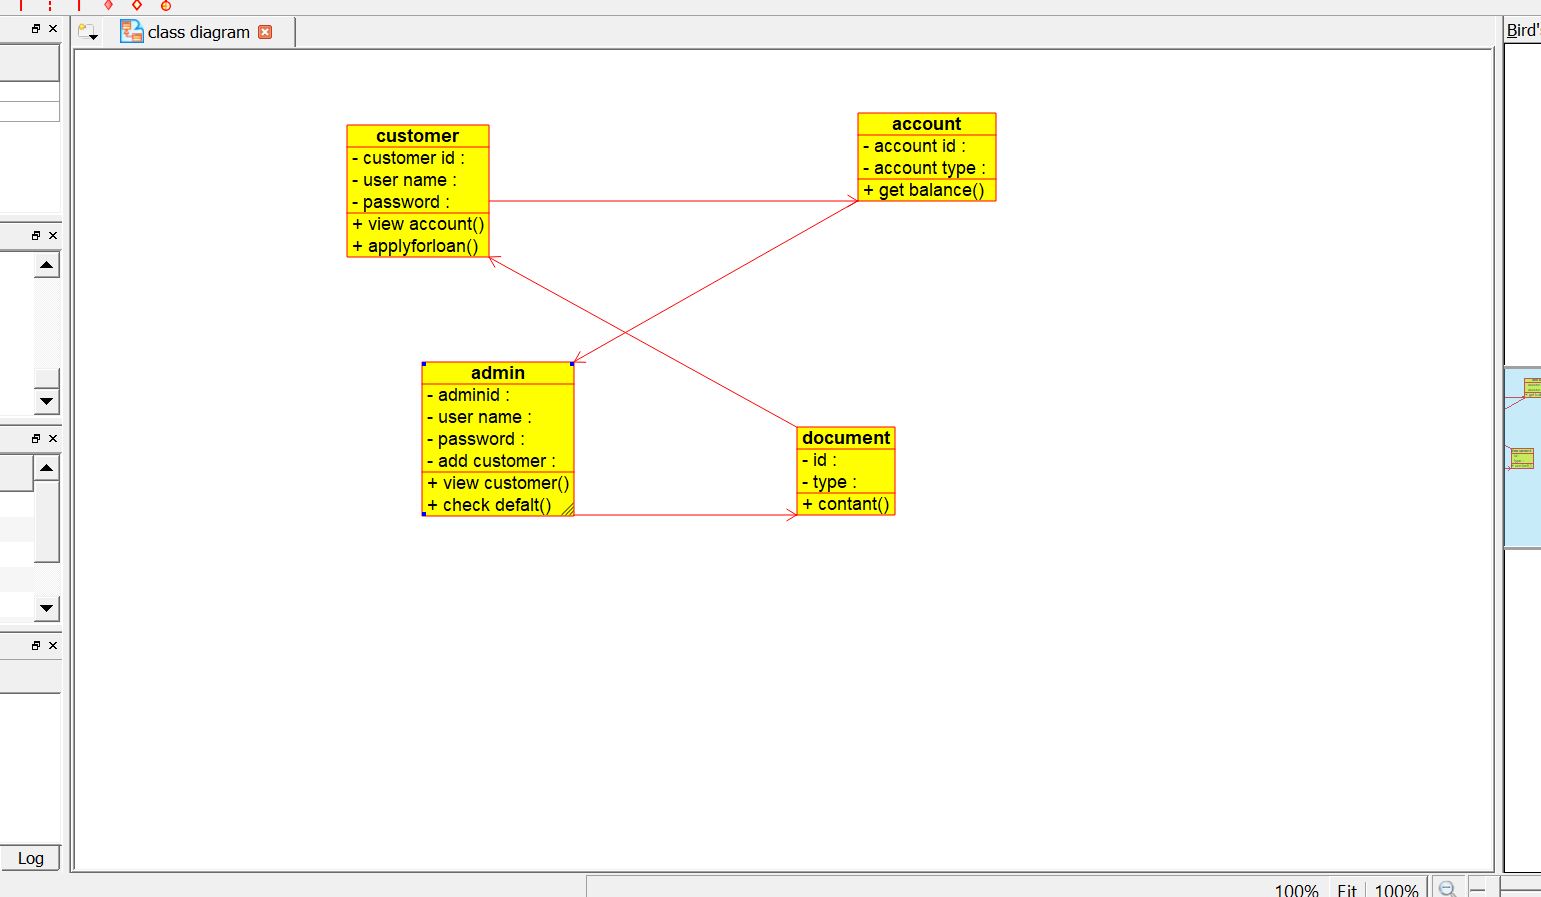 class diagram
Bird'
customer
- customer id :
- user name :
- password :
+ view account()
+ applyforloan()
account
- account id :
- account type :
+ get balance()
admin
- adminid :
- user name :
- password :
- add customer :
+ view customer()
+ check defalt()
document
- id :
- type :
+ contant()
Log
100%
Fit
100%